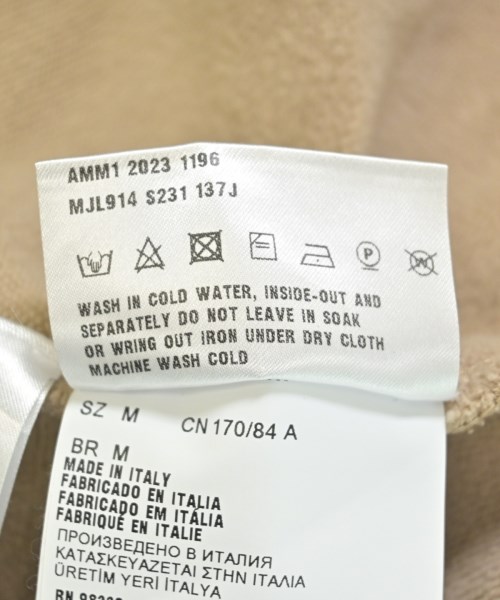 AMM1 2023 1196
MJL914 S231 137J
P
W
WASH IN COLD WATER, INSIDE-OUT AND
SEPARATELY DO NOT LEAVE IN SOAK
OR WRING OUT IRON UNDER DRY CLOTH
MACHINE WASH COLD
SZ M CN 170/84 A
BR M
MADE IN ITALY
FABRICADO EN ITALIA
FABRICADO EM ITÁLIA
FABRIQUÉ EN ITALIE
ПРОИЗВЕДЕНО В ИТАЛИЯ
ΚΑΤΑΣΚΕΥΑΖΕΤΑΙ ΣΤΗΝ ΙΤΑΛΙΑ
ÜRETİM YERİ İTALYA
RN